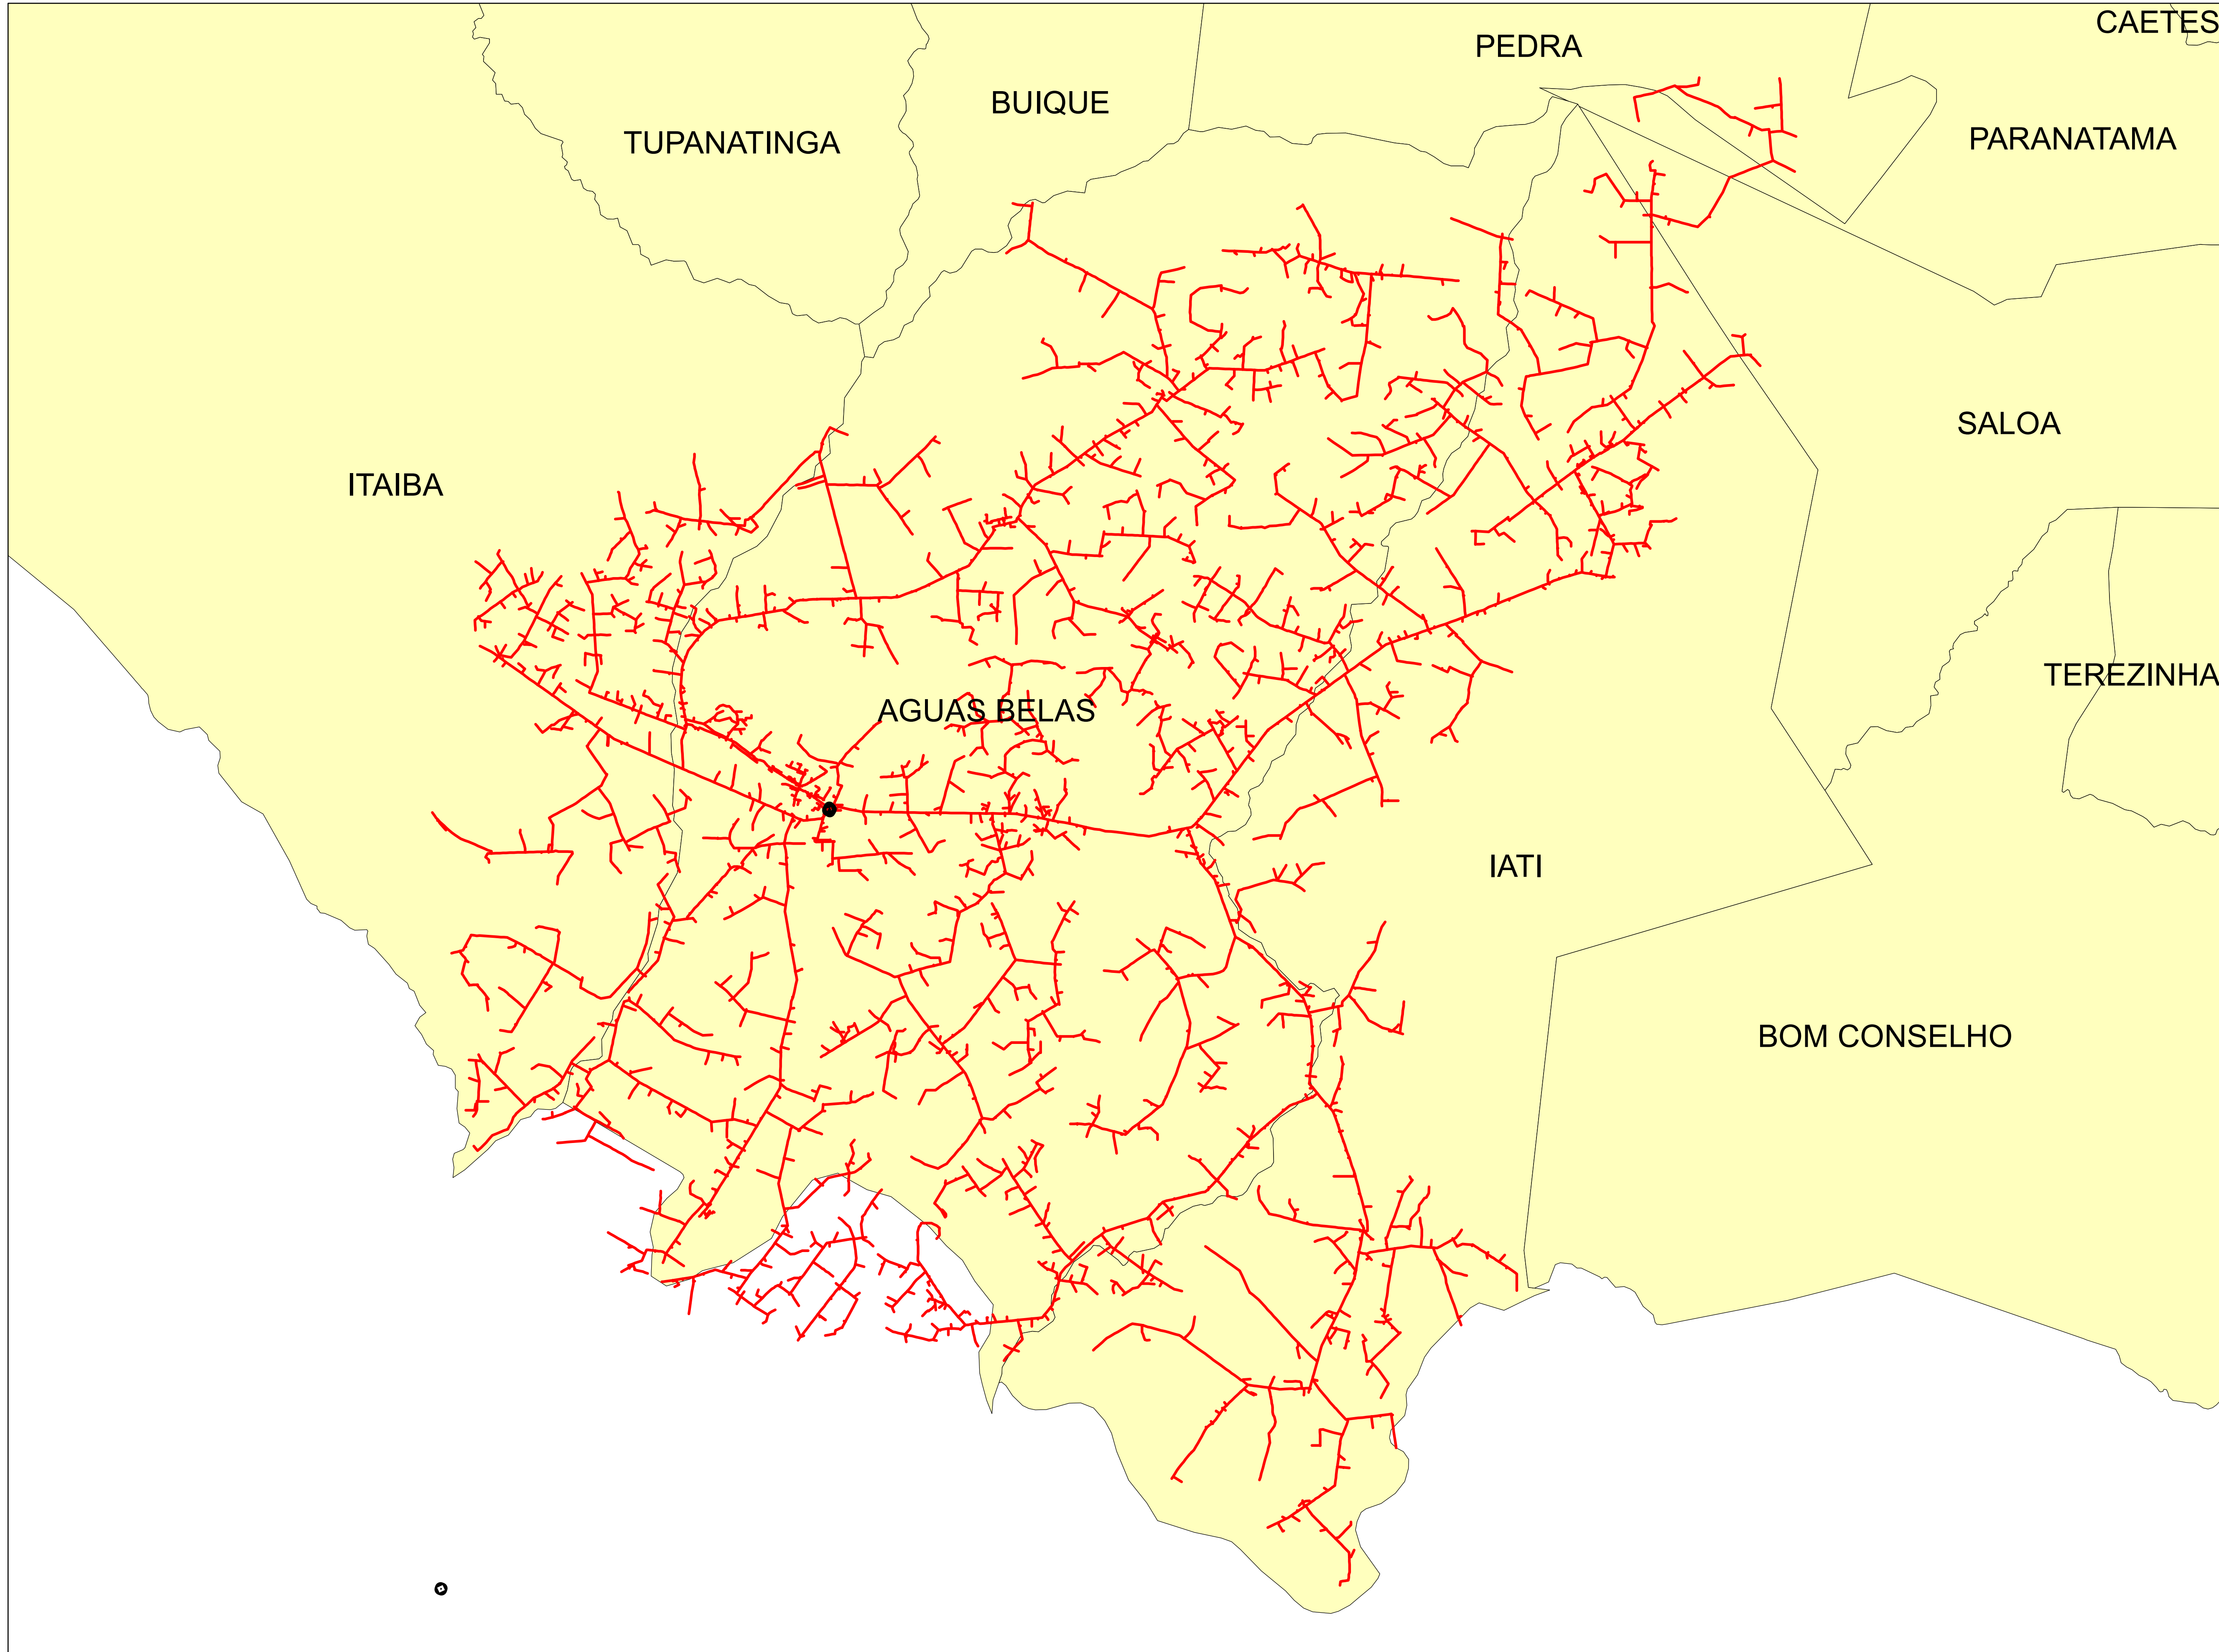 CAETES
PEDRA
BUIQUE
TUPANATINGA
PARANATAMA
SALOA
ITAIBA
TEREZINHA
AGUAS BELAS
IATI
BOM CONSELHO